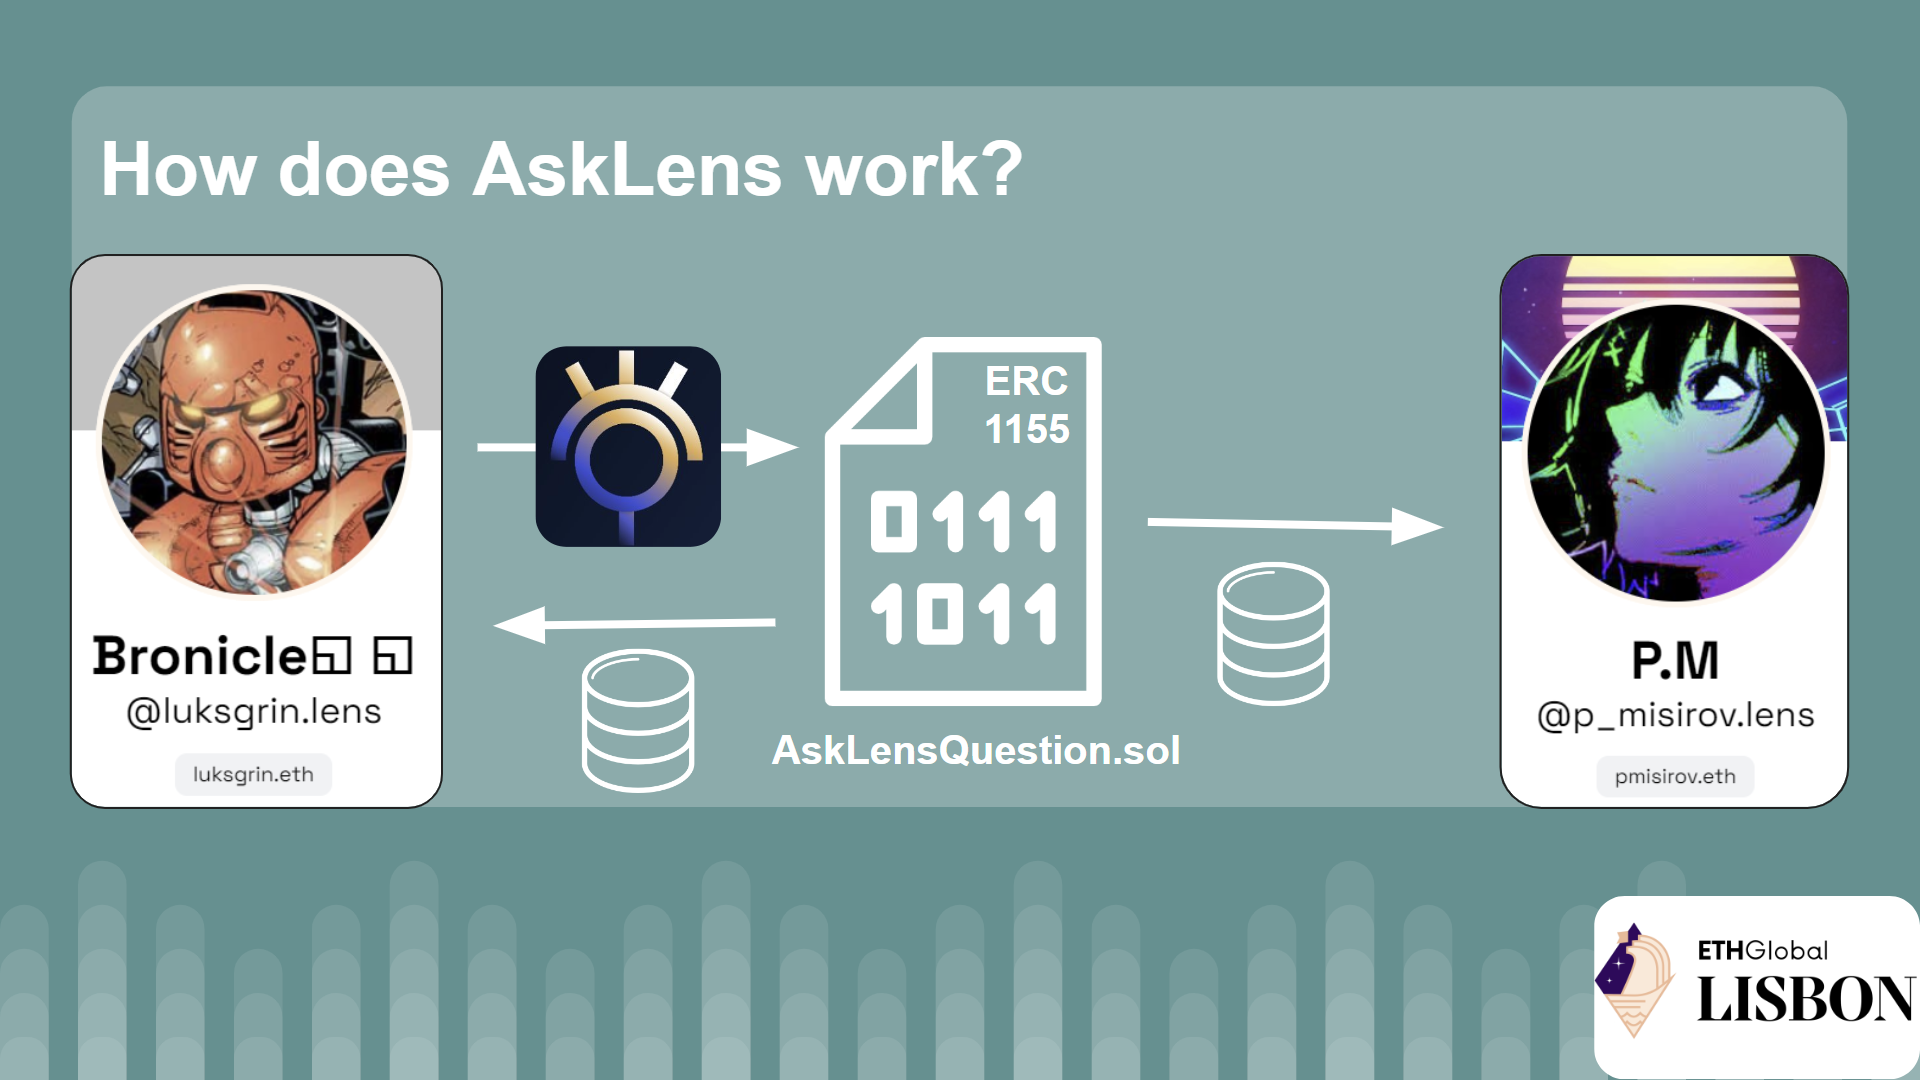 How does AskLens work?
Bronicle
@luksgrin.lens
luksgrin.eth
ERC
1155
0111
1011
AskLensQuestion.sol
P.M
@p_misirov.lens
pmisirov.eth
ETHGlobal
LISBON